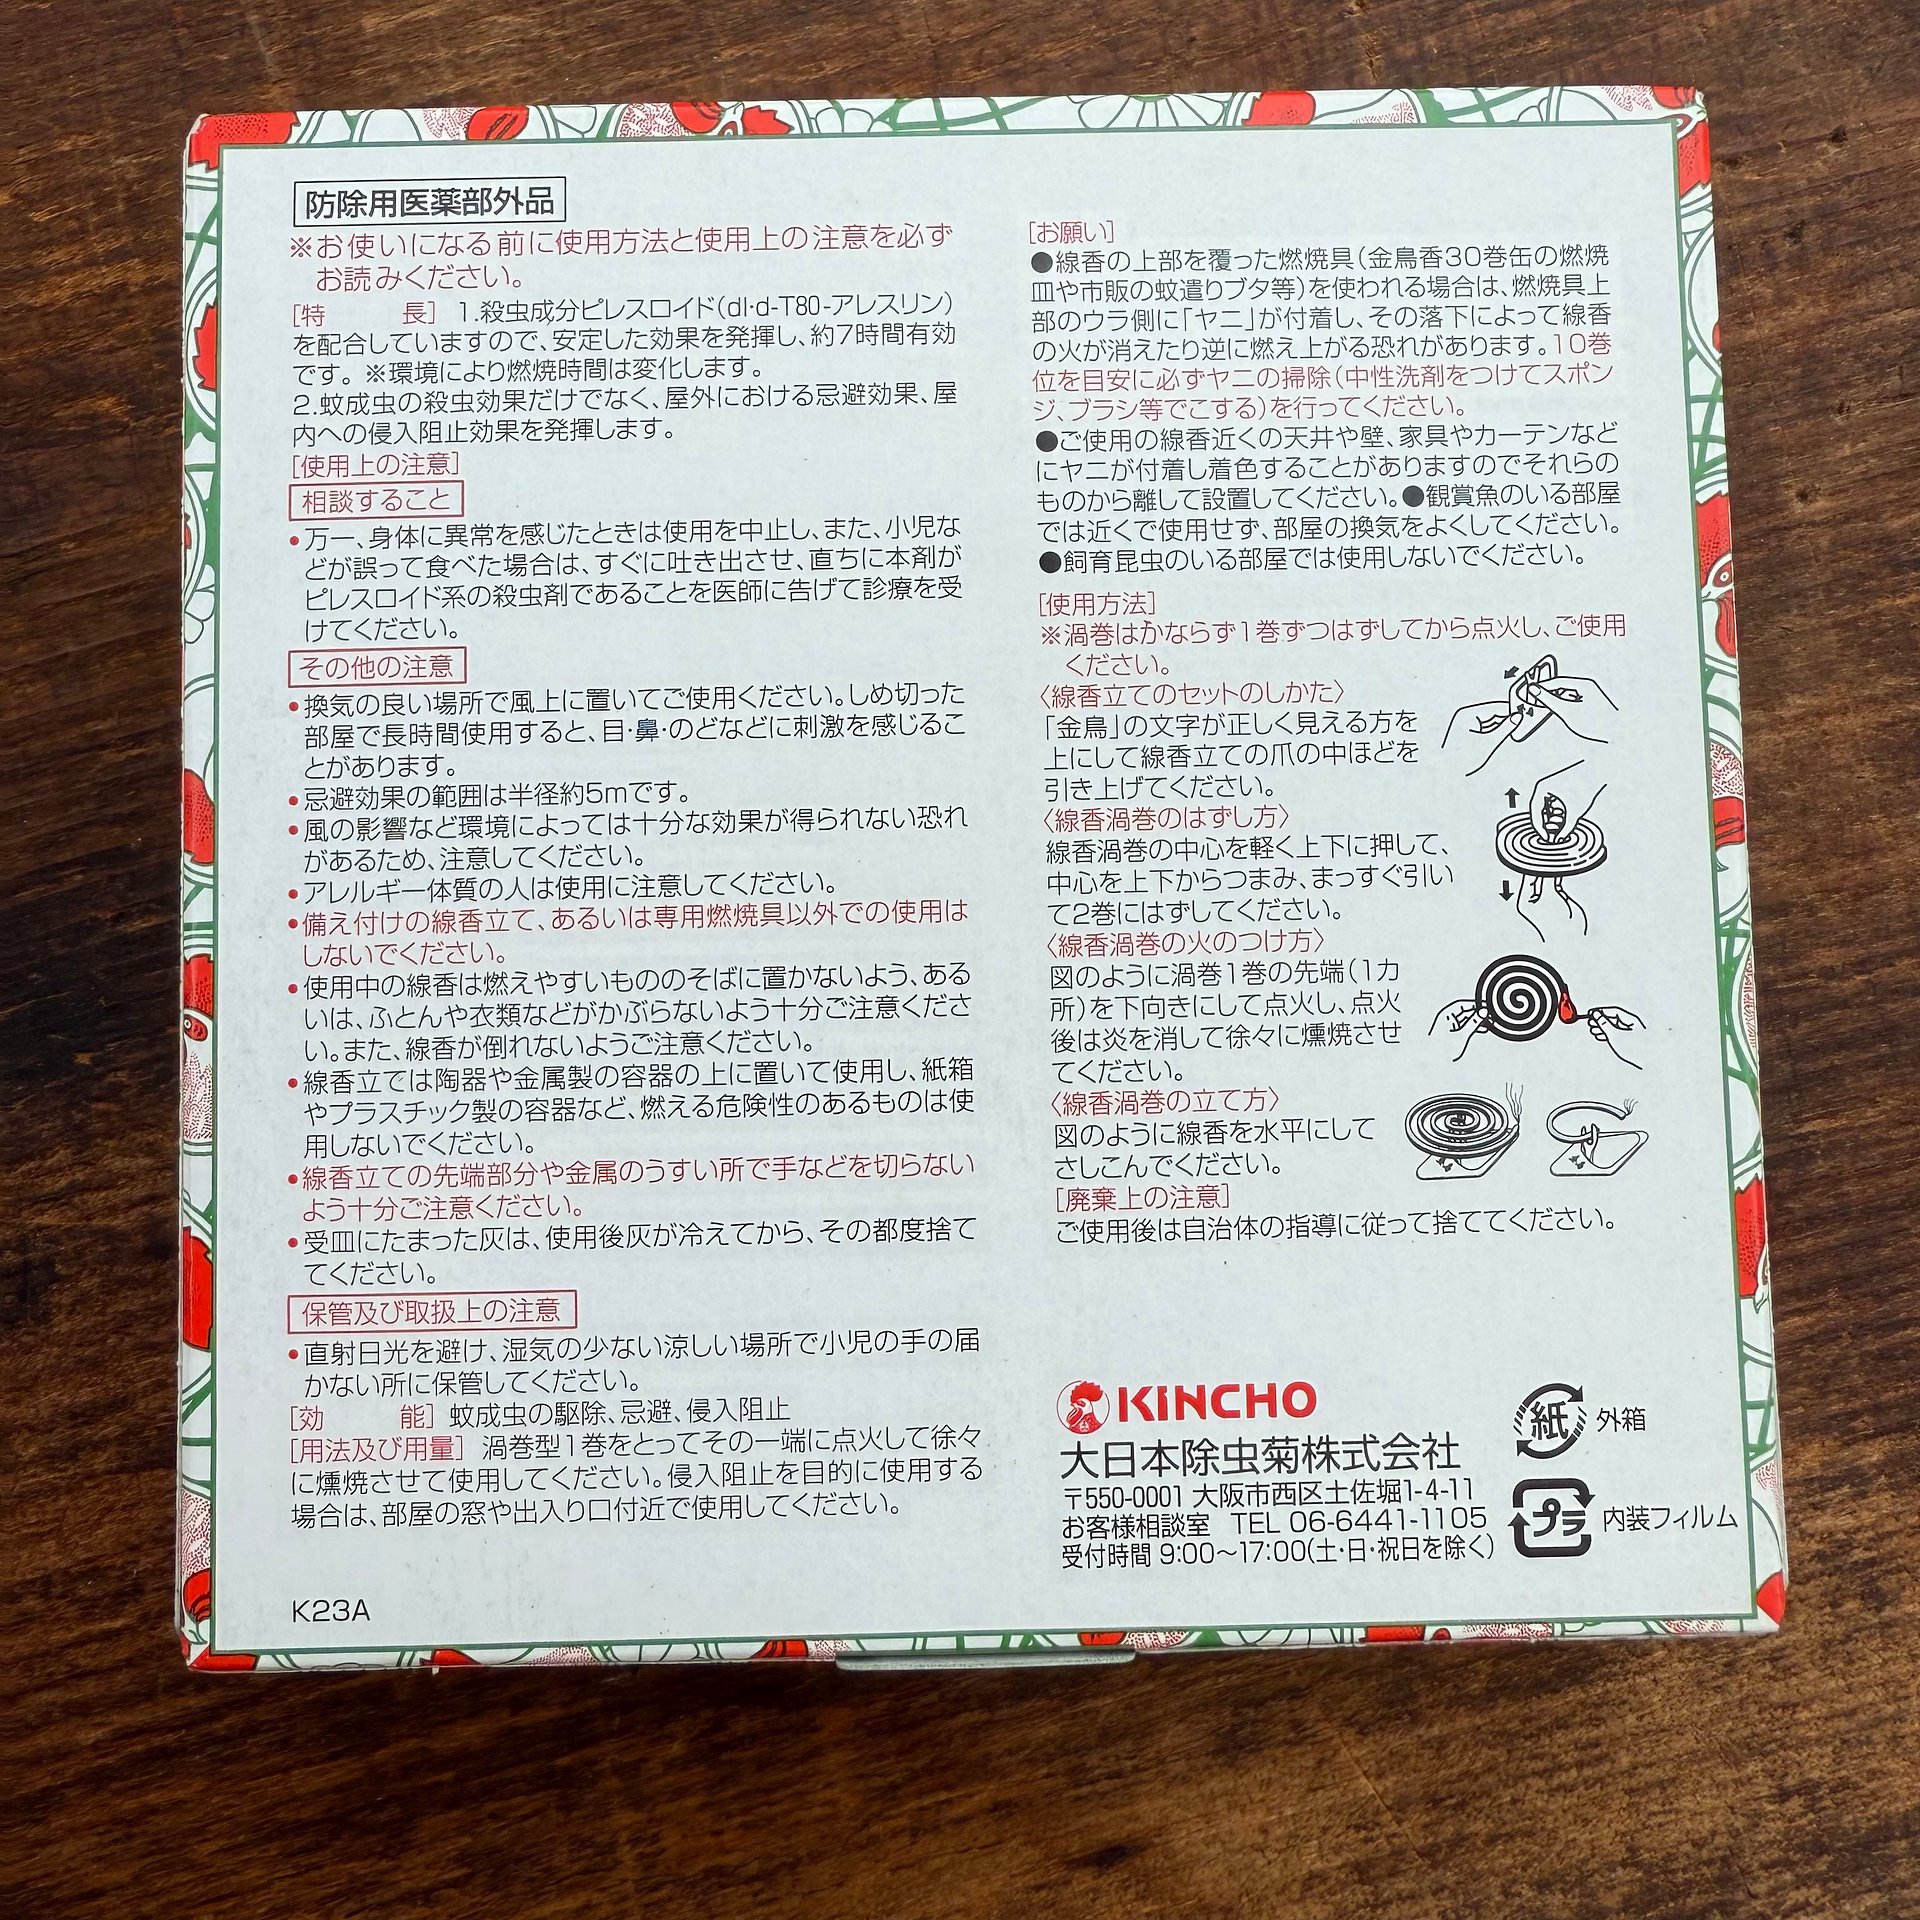 防除用医薬部外品
※お使いになる前に使用方法と使用上の注意を必ず
お読みください。
［特　　長］ 1.殺虫成分ピレスロイド(dl･d-T80-アレスリン)
を配合していますので、安定した効果を発揮し、約7時間有効
です。※環境により燃焼時間は変化します。
2.蚊成虫の殺虫効果だけでなく、屋外における忌避効果、屋
内への侵入阻止効果を発揮します。
［使用上の注意］
相談すること
●万一、身体に異常を感じたときは使用を中止し、また、小児な
どが誤って食べた場合は、すぐに吐き出させ、直ちに本剤が
ピレスロイド系の殺虫剤であることを医師に告げて診療を受
けてください。
その他の注意
●換気の良い場所で風上に置いてご使用ください。しめ切った
部屋で長時間使用すると、目･鼻･のどなどに刺激を感じるこ
とがあります。
●忌避効果の範囲は半径約5mです。
●風の影響など環境によっては十分な効果が得られない恐れ
があるため、注意してください。
●アレルギー体質の人は使用に注意してください。
●備え付けの線香立て、あるいは専用燃焼具以外での使用は
しないでください。
●使用中の線香は燃えやすいもののそばに置かないよう、ある
いは、ふとんや衣類などがかぶらないよう十分ご注意くださ
い。また、線香が倒れないようご注意ください。
●線香立ては陶器や金属製の容器の上に置いて使用し、紙箱
やプラスチック製の容器など、燃える危険性のあるものは使
用しないでください。
●線香立ての先端部分や金属のうすい所で手などを切らない
よう十分ご注意ください。
●受皿にたまった灰は、使用後灰が冷えてから、その都度捨て
てください。
保管及び取扱上の注意
●直射日光を避け、湿気の少ない涼しい場所で小児の手の届
かない所に保管してください。
［効　　能］ 蚊成虫の駆除、忌避、侵入阻止
［用法及び用量］ 渦巻型1巻をとってその一端に点火して徐々
に燻焼させて使用してください。侵入阻止を目的に使用する
場合は、部屋の窓や出入り口付近で使用してください。
K23A
［お願い］
●線香の上部を覆った燃焼具(金鳥香30巻缶の燃焼
皿や市販の蚊遣りブタ等)を使われる場合は、燃焼具上
部のウラ側に「ヤニ」が付着し、その落下によって線香
の火が消えたり逆に燃え上がる恐れがあります。10巻
位を目安に必ずヤニの掃除(中性洗剤をつけてスポン
ジ、ブラシ等でこする)を行ってください。
●ご使用の線香近くの天井や壁、家具やカーテンなど
にヤニが付着し着色することがありますのでそれらの
ものから離して設置してください。●観賞魚のいる部屋
では近くで使用せず、部屋の換気をよくしてください。
●飼育昆虫のいる部屋では使用しないでください。
［使用方法］
※渦巻はかならず1巻ずつはずしてから点火し、ご使用
ください。
〈線香立てのセットのしかた〉
「金鳥」の文字が正しく見える方を
上にして線香立ての爪の中ほどを
引き上げてください。
〈線香渦巻のはずし方〉
線香渦巻の中心を軽く上下に押して、
中心を上下からつまみ、まっすぐ引い
て2巻にはずしてください。
〈線香渦巻の火のつけ方〉
図のように渦巻1巻の先端(1カ
所)を下向きにして点火し、点火
後は炎を消して徐々に燻焼させ
てください。
〈線香渦巻の立て方〉
図のように線香を水平にして
さしこんでください。
［廃棄上の注意］
ご使用後は自治体の指導に従って捨ててください。
KINCHO
大日本除虫菊株式会社
〒550-0001 大阪市西区土佐堀1-4-11
お客様相談室 TEL 06-6441-1105
受付時間 9:00〜17:00(土･日･祝日を除く)
紙 外箱
プラ 内装フィルム